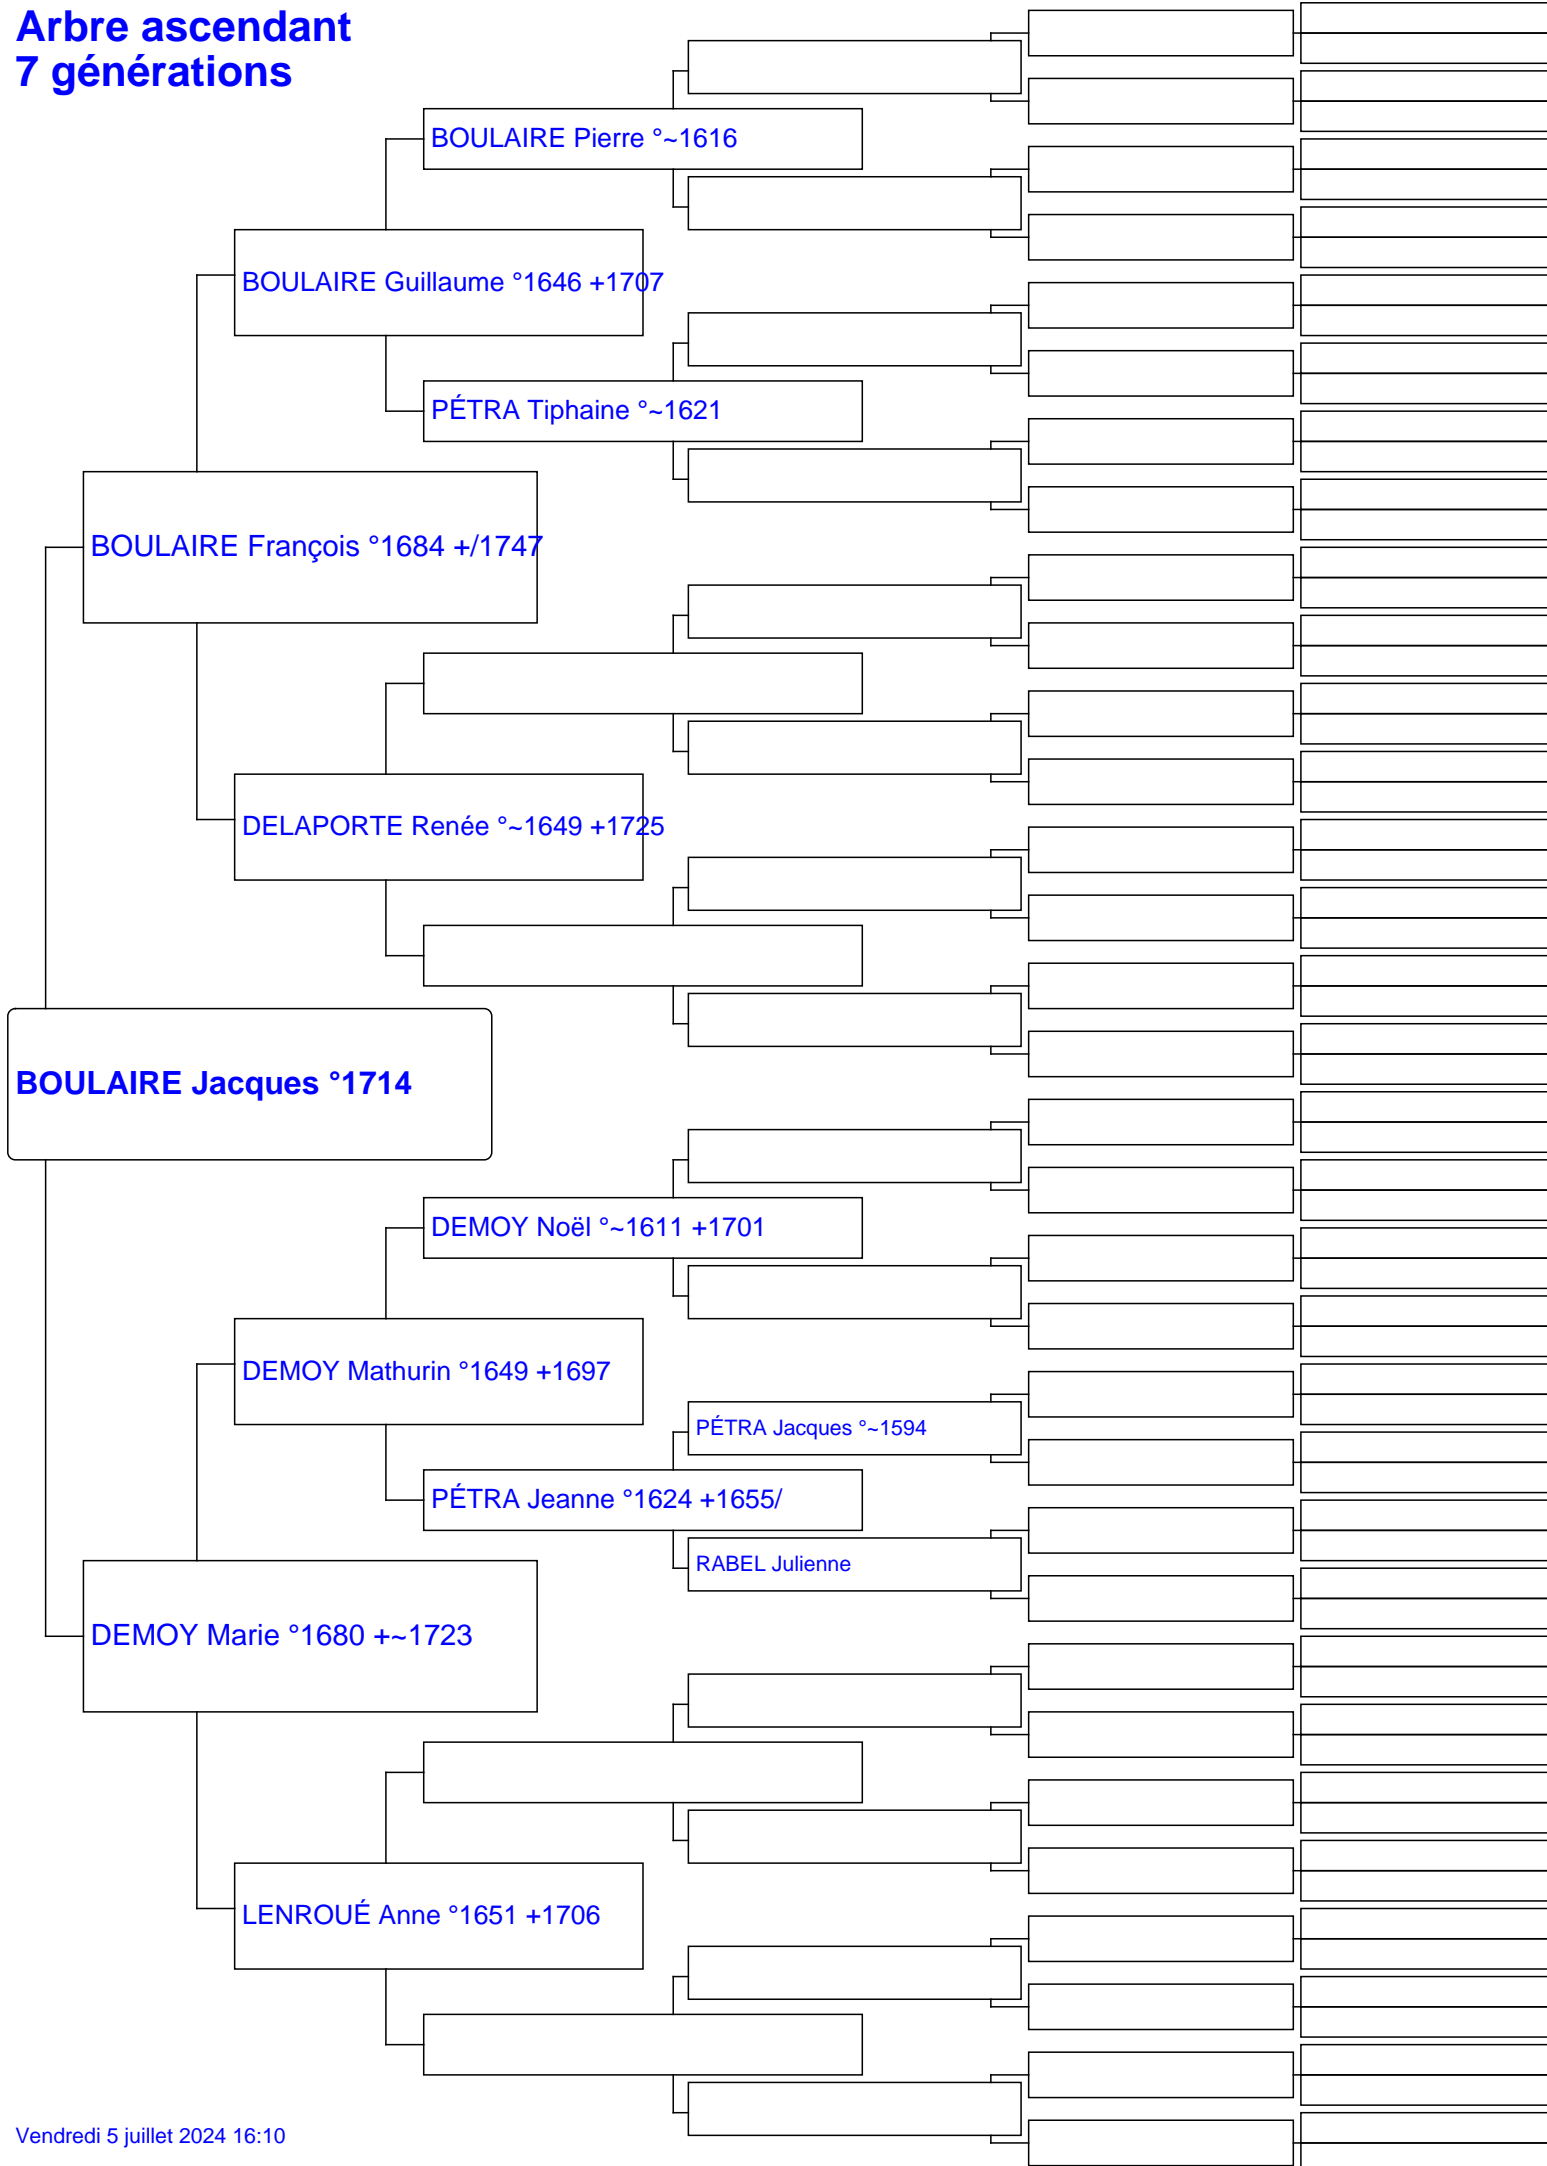 Arbre ascendant
7 générations
BOULAIRE Pierre °~1616
BOULAIRE Guillaume °1646 +1707
PÉTRA Tiphaine °~1621
BOULAIRE François °1684 +/1747
DELAPORTE Renée °~1649 +1725
BOULAIRE Jacques °1714
DEMOY Noël °~1611 +1701
DEMOY Mathurin °1649 +1697
PÉTRA Jacques °~1594
PÉTRA Jeanne °1624 +1655/
RABEL Julienne
DEMOY Marie °1680 +~1723
LENROUÉ Anne °1651 +1706
Vendredi 5 juillet 2024 16:10